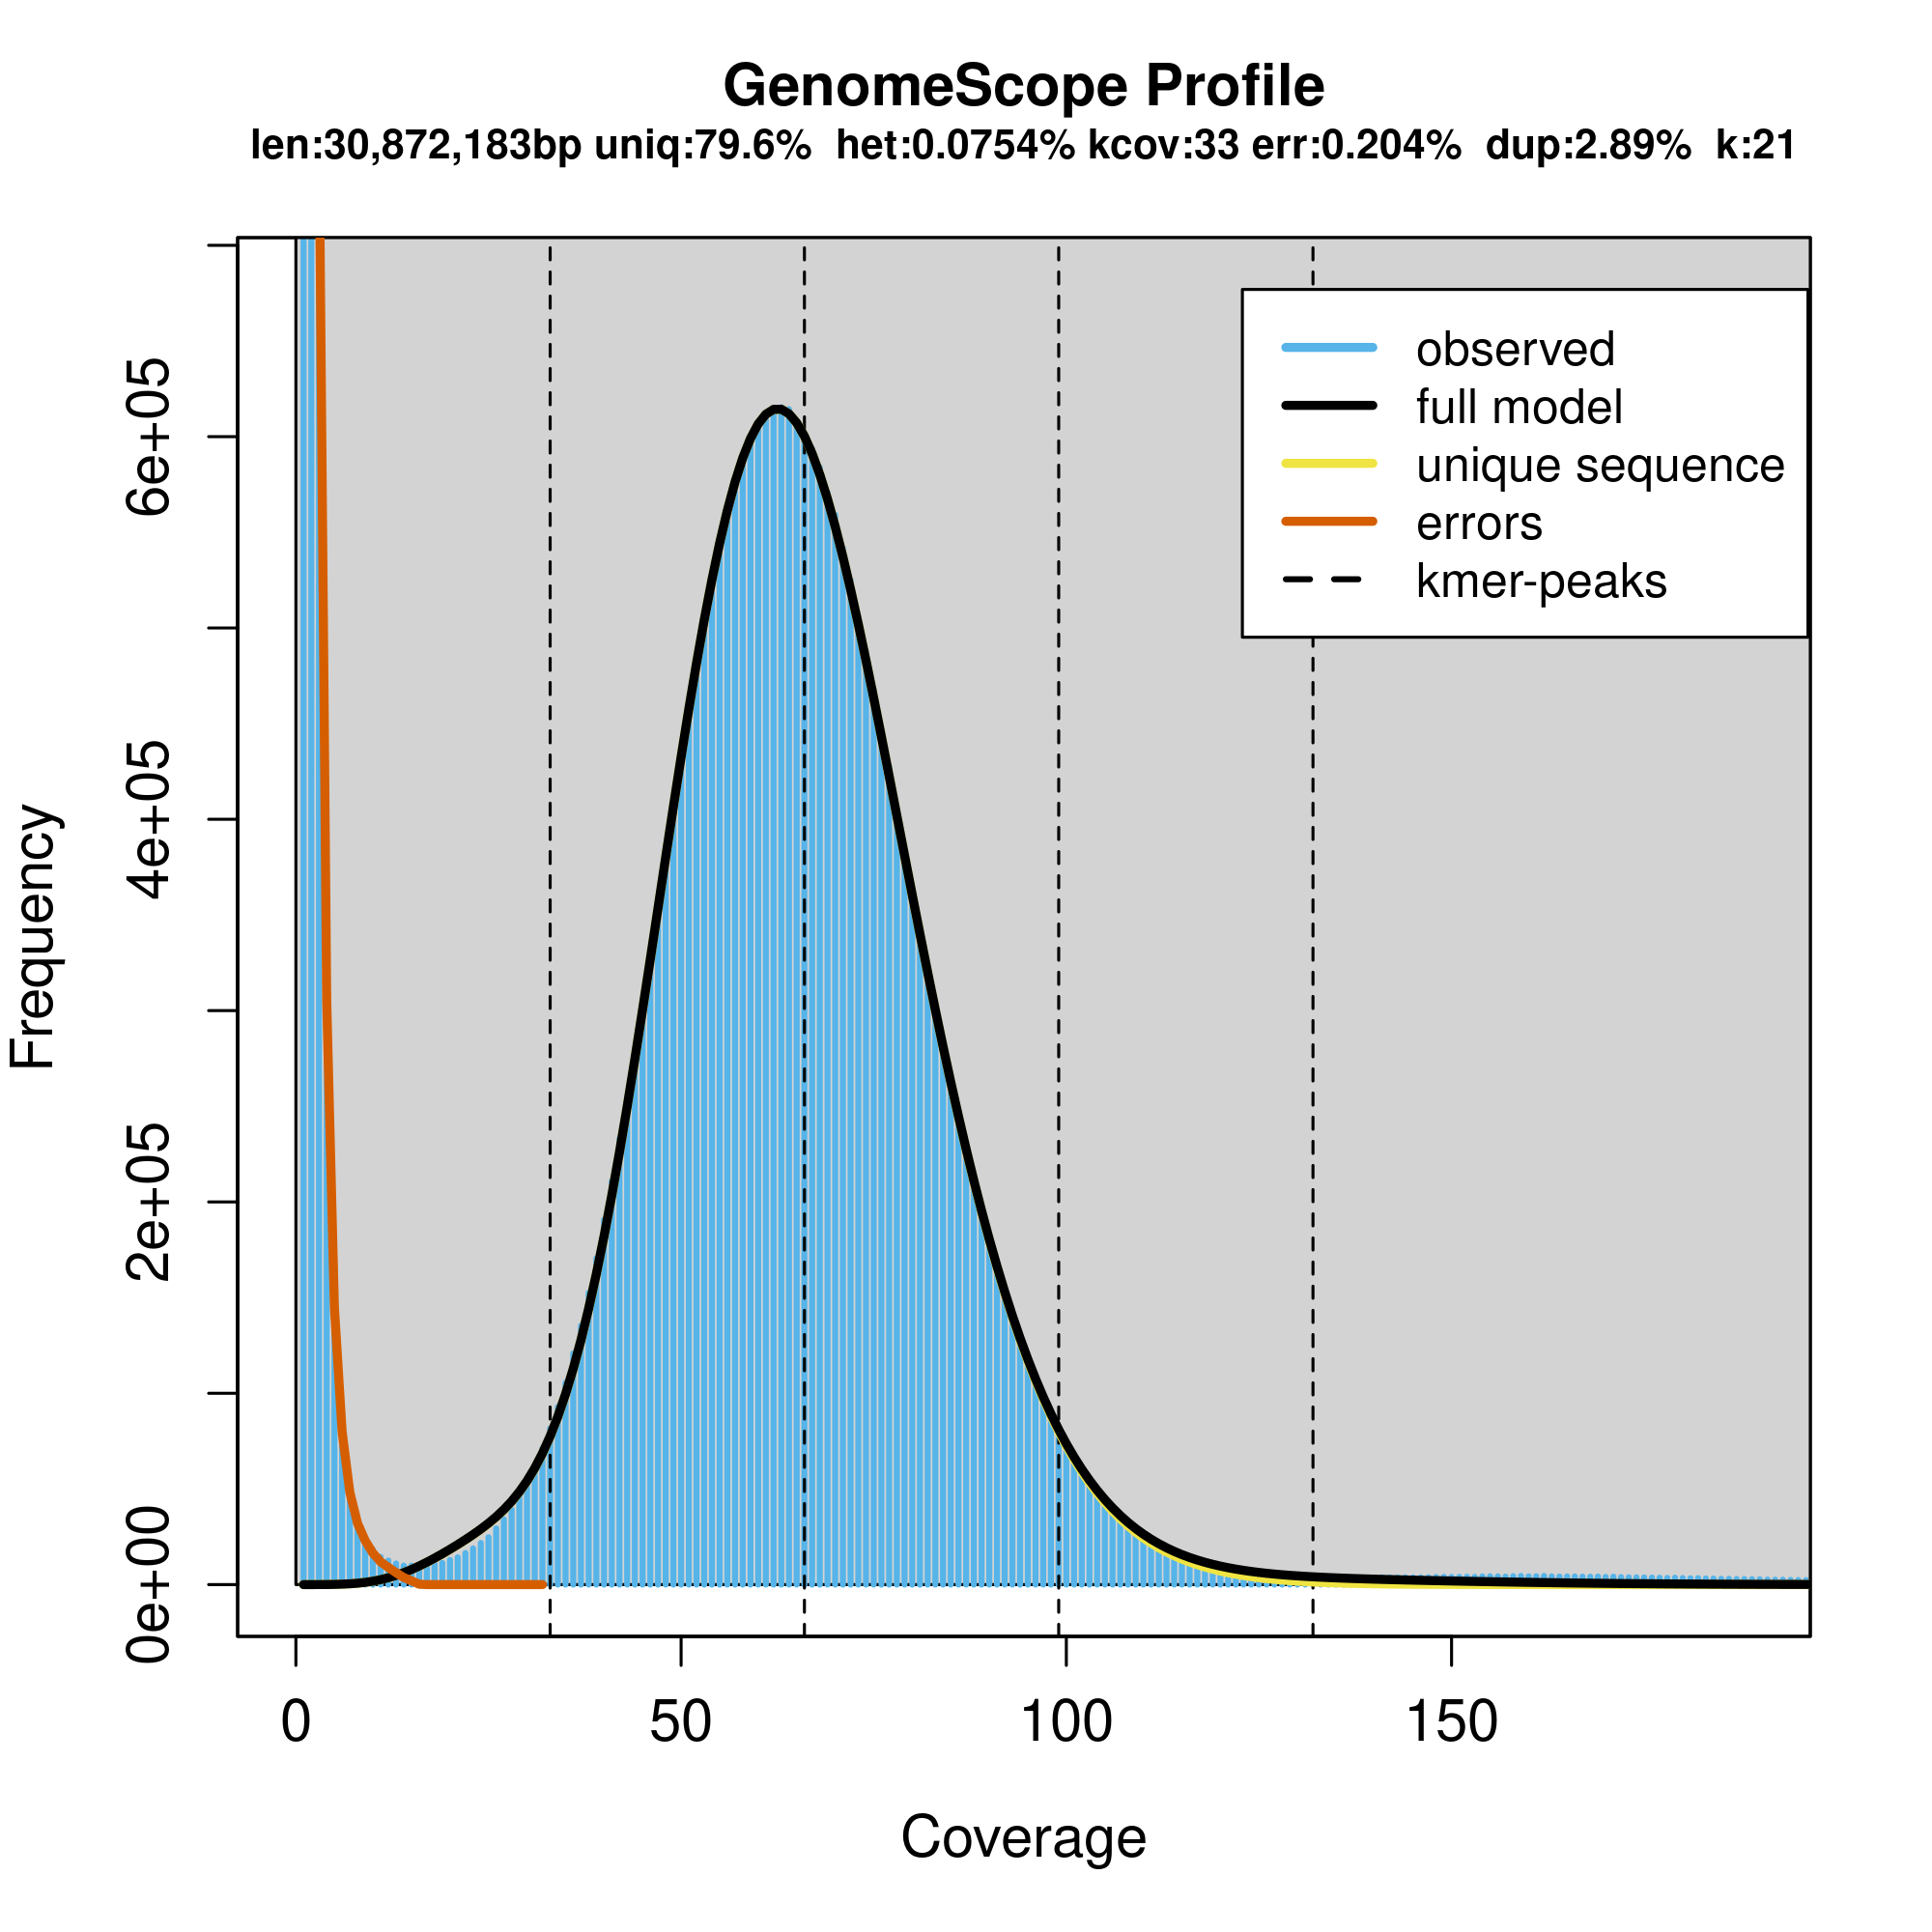 GenomeScope Profile
len:30,872,183bp uniq:79.6% het:0.0754% kcov:33 err:0.204% dup:2.89% k:21
observed
full model
unique sequence
errors
kmer-peaks
Frequency
6e+05
4e+05
2e+05
0e+00
0 50 100 150
Coverage